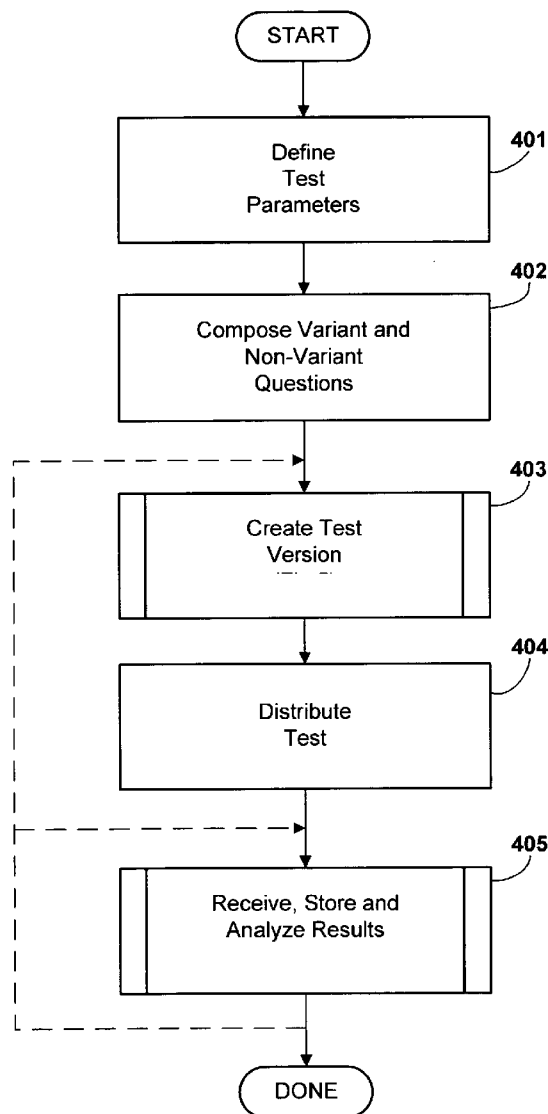 START
401
Define
Test
Parameters
402
Compose Variant and
Non-Variant
Questions
403
Create Test
Version
404
Distribute
Test
405
Receive, Store and
Analyze Results
DONE